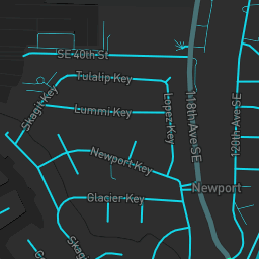 SE 40th St
Tulalip Key
Skagit Key
Lummi Key
Lopez Key
118th Ave SE
120th Ave SE
Newport Key
Newport
Glacier Key
Skagi